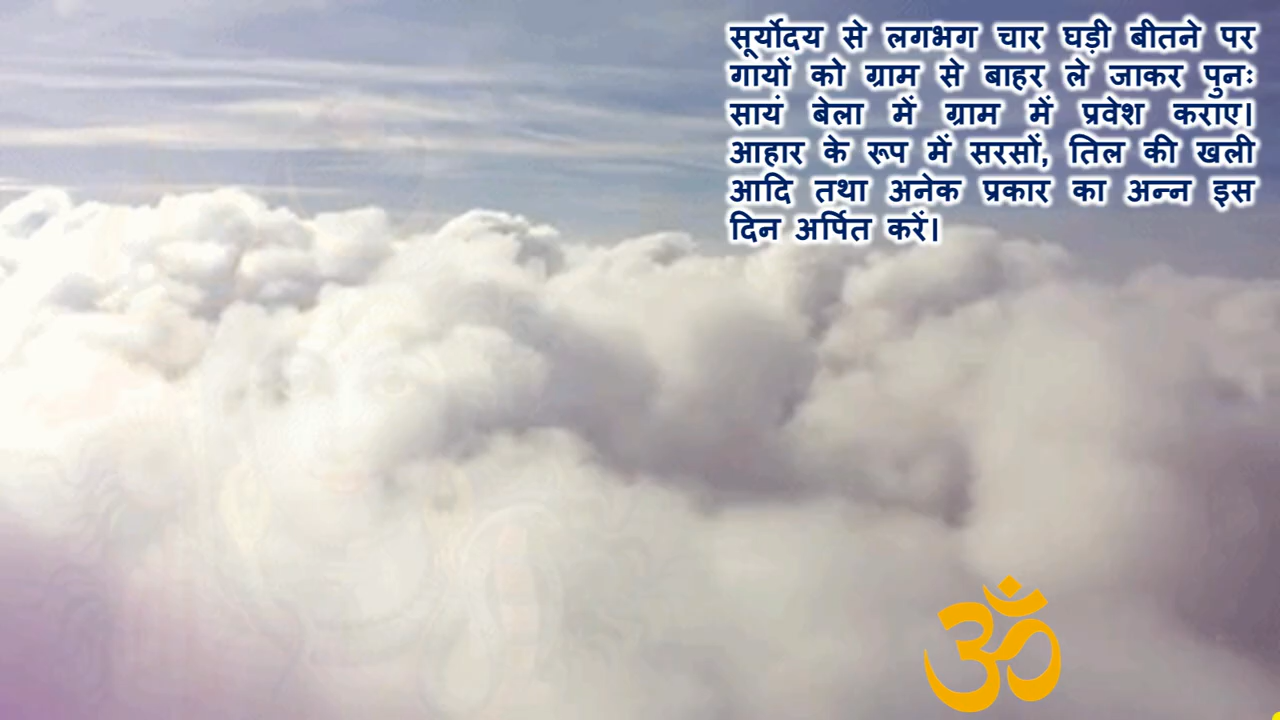 सूर्योदय से लगभग चार घड़ी बीतने पर
गायों को ग्राम से बाहर ले जाकर पुनः
सायं बेला में ग्राम में प्रवेश कराए।
आहार के रूप में सरसों, तिल की खली
आदि तथा अनेक प्रकार का अन्न इस
दिन अर्पित करें।
ॐ